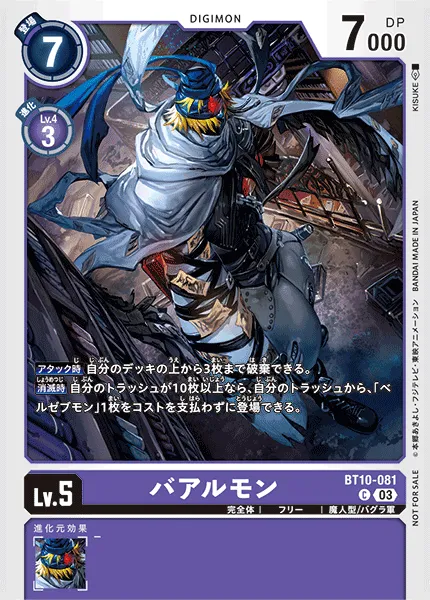 DIGIMON
登場
7
7000
DP
進化
Lv.4
3
KISUKE
BANDAI MADE IN JAPAN
© 本郷あきよし・フジテレビ・東映アニメーション
NOT FOR SALE
アタック時 自分のデッキの上から3枚まで破棄できる。
消滅時 自分のトラッシュが10枚以上なら、自分のトラッシュから、「ベ
ルゼブモン」1枚をコストを支払わずに登場できる。
BT10-081
Lv.5
バアルモン
C 03
完全体 | フリー | 魔人型/バグラ軍
進化元効果
–